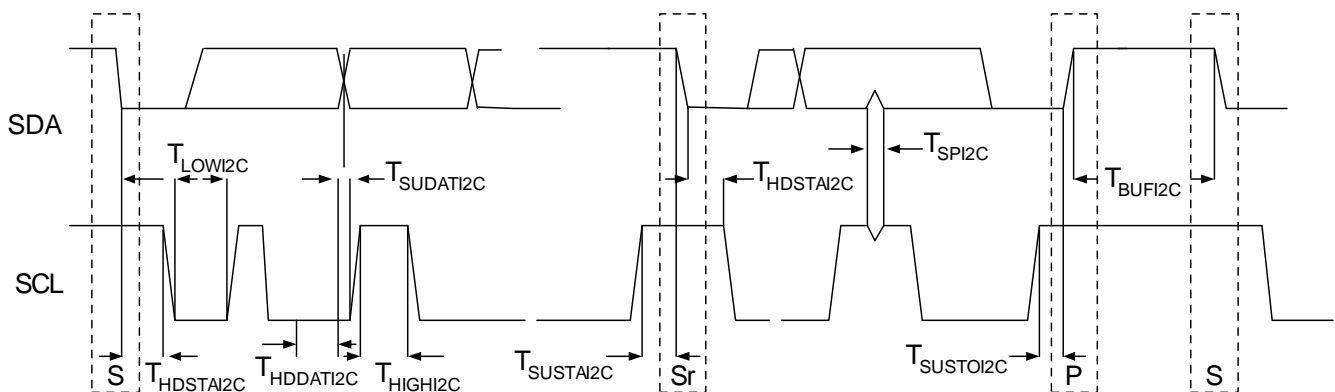 SDA
T_LOWI2C
T_SUDATI2C
T_HDSTAI2C
T_SPI2C
T_BUFI2C
SCL
S
T_HDSTAI2C
T_HDDATI2C
T_HIGHI2C
T_SUSTAI2C
Sr
T_SUSTOI2C
P
S